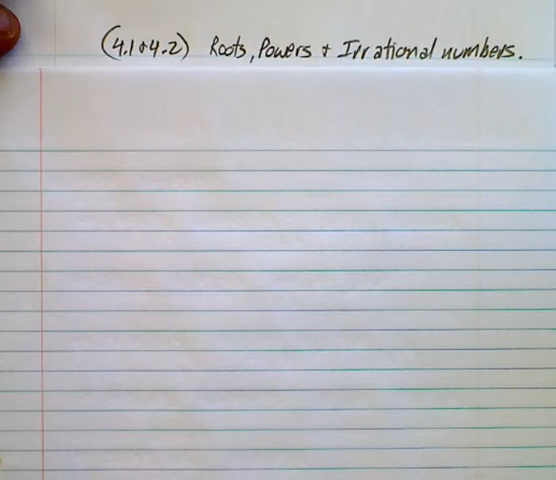 (4.1&4.2) Roots, Powers & Irrational numbers.